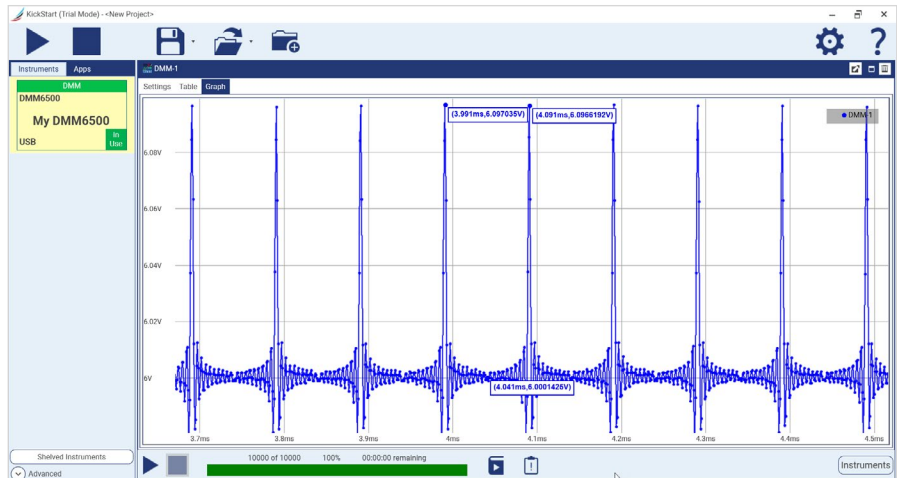 KickStart (Trial Mode) - <New Project>
Instruments Apps
DMM
DMM6500
My DMM6500
USB
In
Use
Shelved Instruments
Advanced
DMM-1
Settings Table Graph
(3.991ms,6.097035V) (4.091ms,6.0966192V)
DMM-1
6.08V
6.06V
6.04V
6.02V
6V
(4.041ms,6.0001426V)
3.7ms 3.8ms 3.9ms 4ms 4.1ms 4.2ms 4.3ms 4.4ms 4.5ms
10000 of 10000 100% 00:00:00 remaining
Instruments